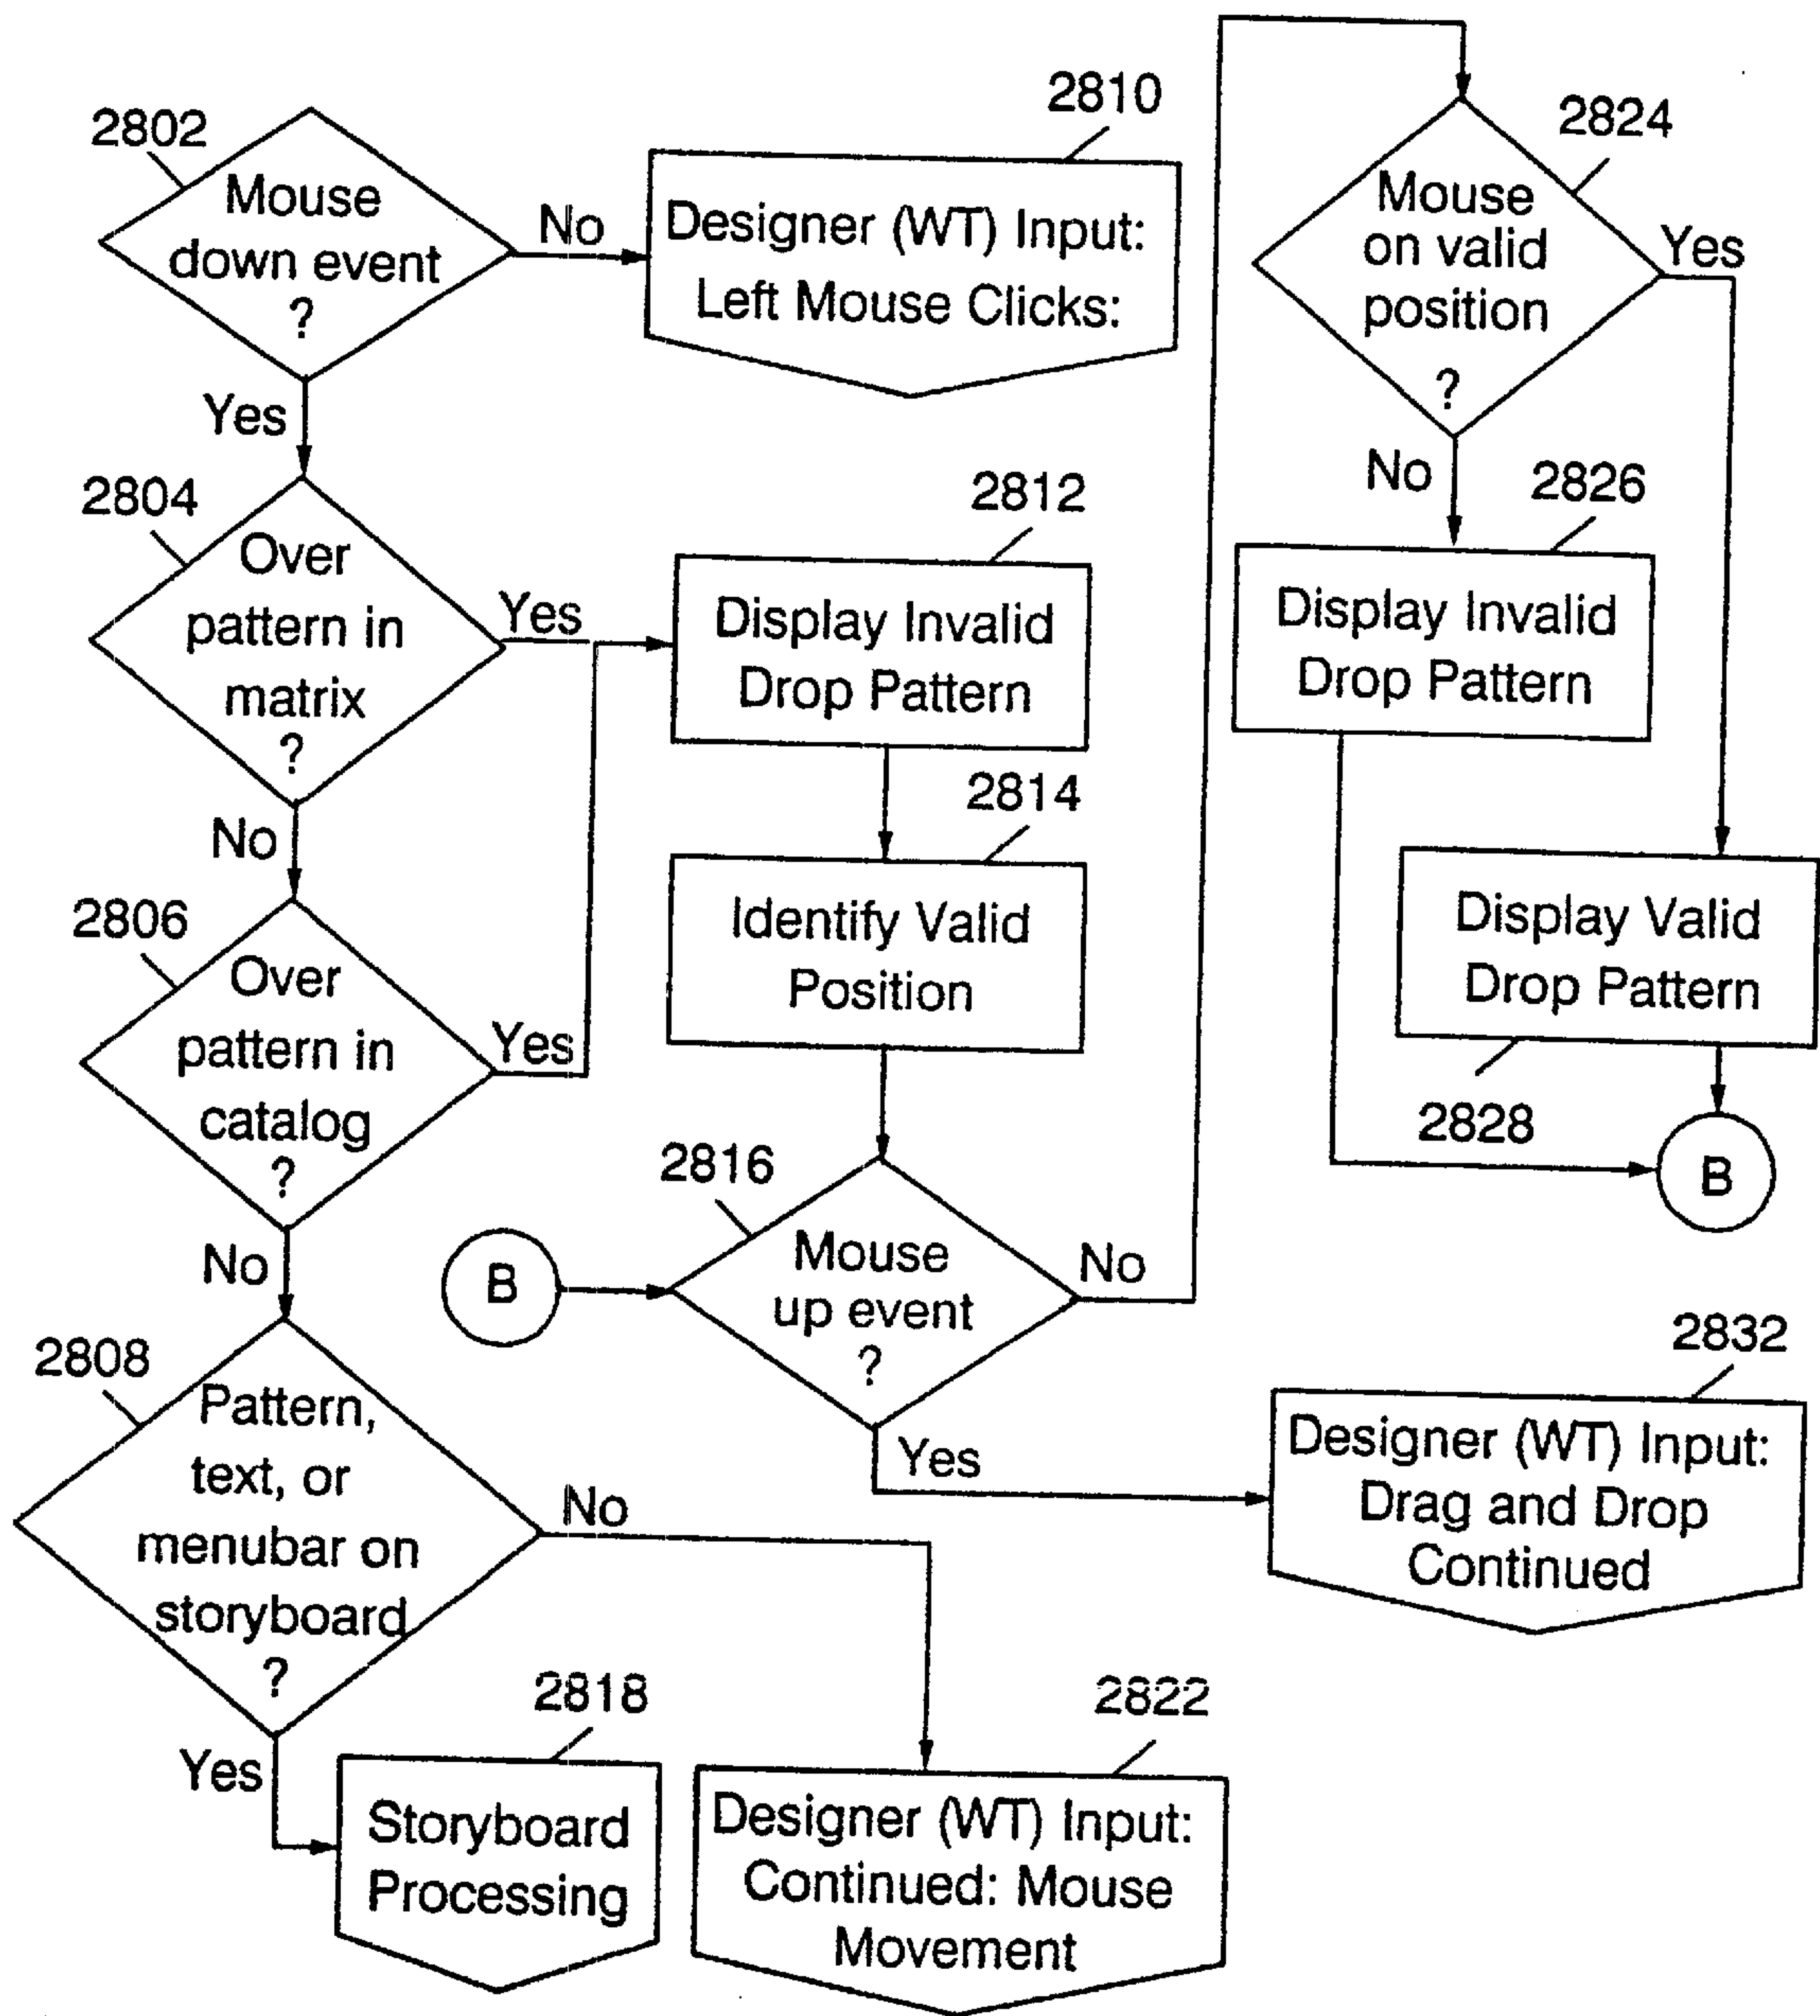 2802
Mouse
down event
?
No
Yes
2810
Designer (WT) Input:
Left Mouse Clicks:
2804
Over
pattern in
matrix
?
Yes
No
2812
Display Invalid
Drop Pattern
2814
Identify Valid
Position
2806
Over
pattern in
catalog
?
Yes
No
B
2816
Mouse
up event
?
No
Yes
2808
Pattern,
text, or
menubar on
storyboard
?
No
Yes
2818
Storyboard
Processing
2822
Designer (WT) Input:
Continued: Mouse
Movement
2824
Mouse
on valid
position
?
Yes
No
2826
Display Invalid
Drop Pattern
Display Valid
Drop Pattern
2828
B
2832
Designer (WT) Input:
Drag and Drop
Continued